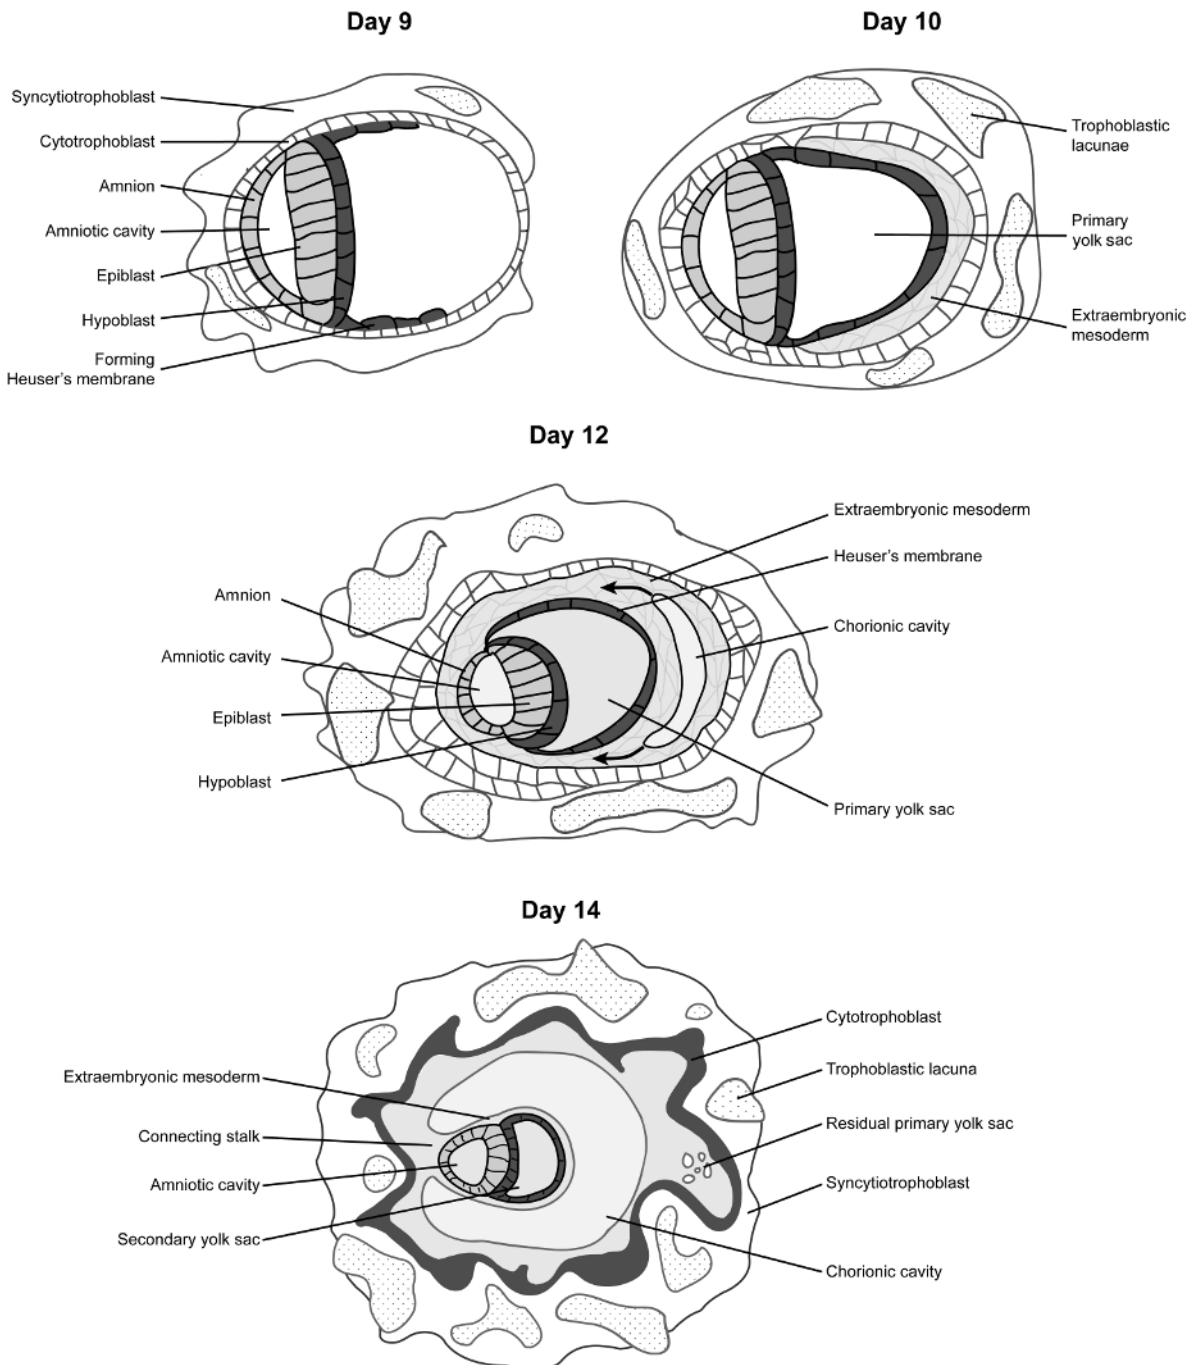 Day 9
Syncytiotrophoblast
Cytotrophoblast
Amnion
Amniotic cavity
Epiblast
Hypoblast
Forming
Heuser’s membrane
Day 10
Trophoblastic
lacunae
Primary
yolk sac
Extraembryonic
mesoderm
Day 12
Amnion
Amniotic cavity
Epiblast
Hypoblast
Extraembryonic mesoderm
Heuser’s membrane
Chorionic cavity
Primary yolk sac
Day 14
Extraembryonic mesoderm
Connecting stalk
Amniotic cavity
Secondary yolk sac
Cytotrophoblast
Trophoblastic lacuna
Residual primary yolk sac
Syncytiotrophoblast
Chorionic cavity